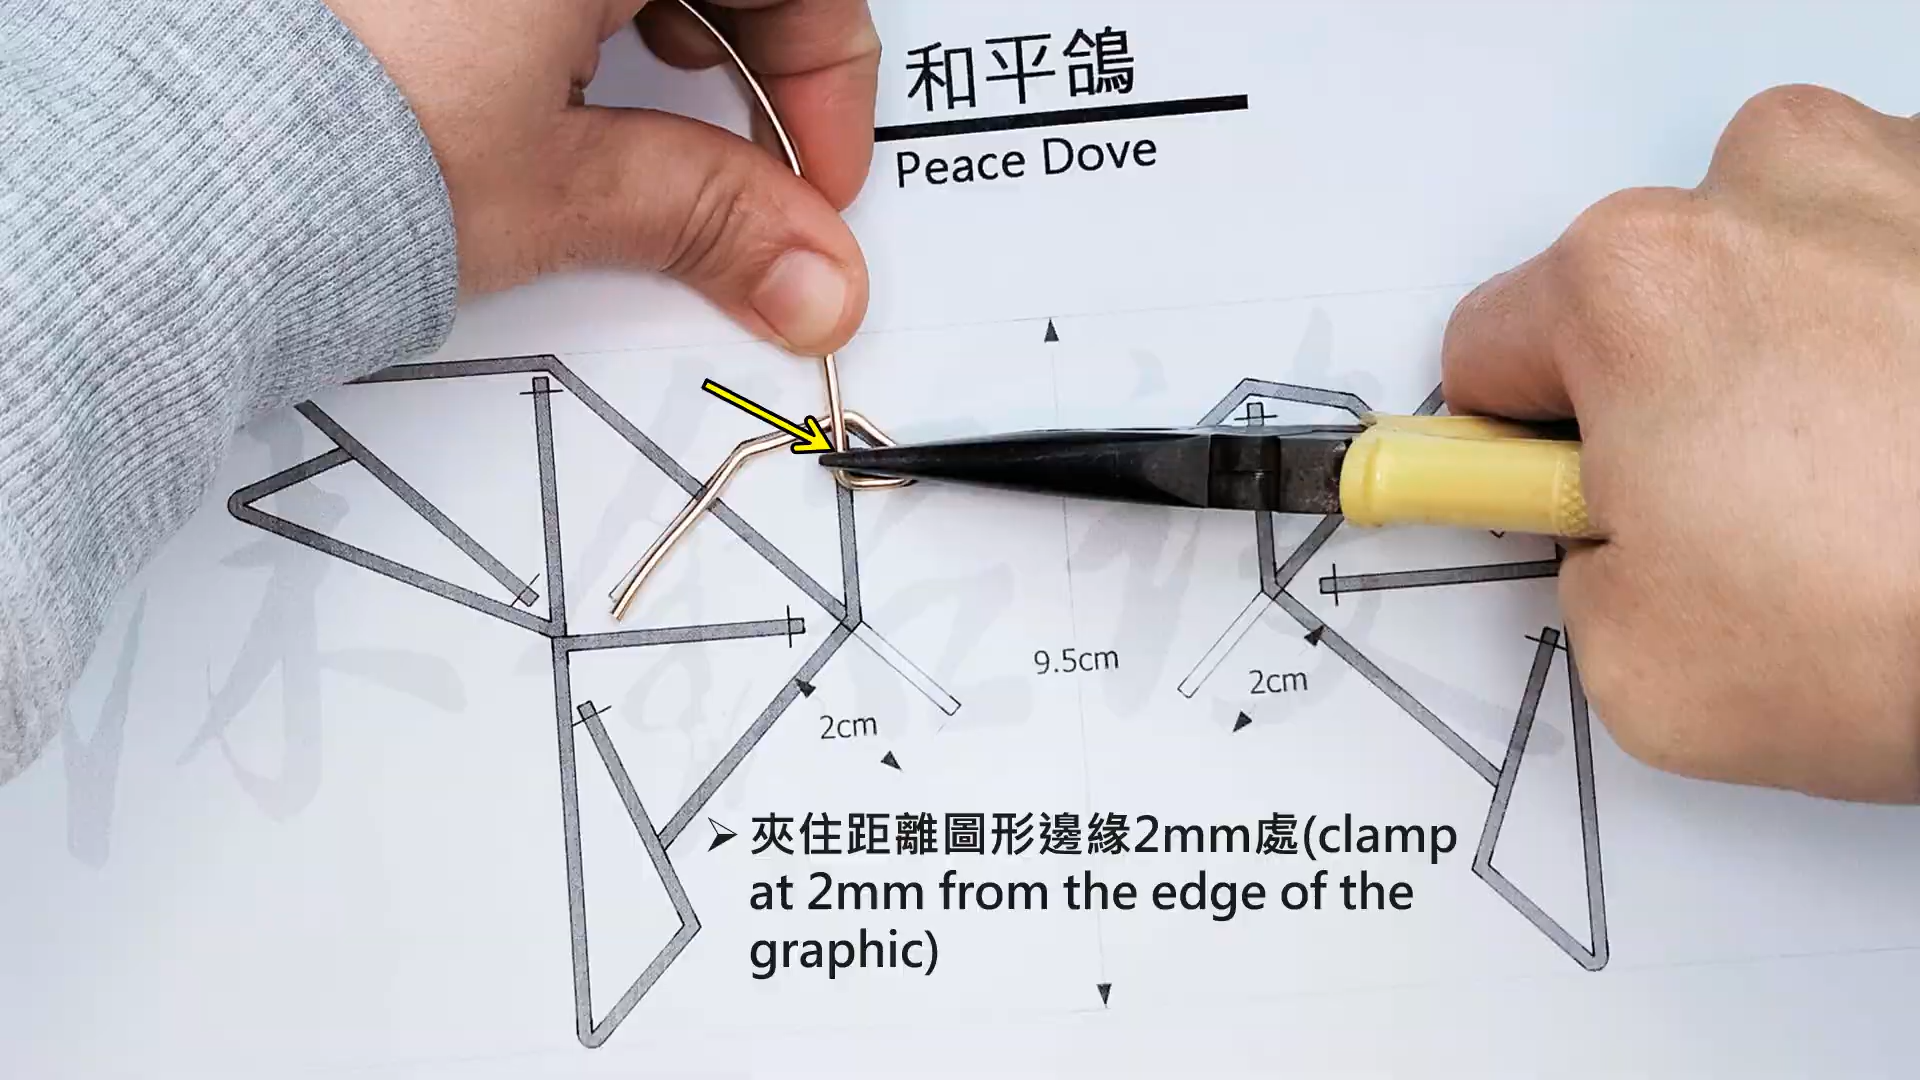 和平鴿
Peace Dove
9.5cm
2cm
2cm
➢ 夾住距離圖形邊緣2mm處(clamp
at 2mm from the edge of the
graphic)